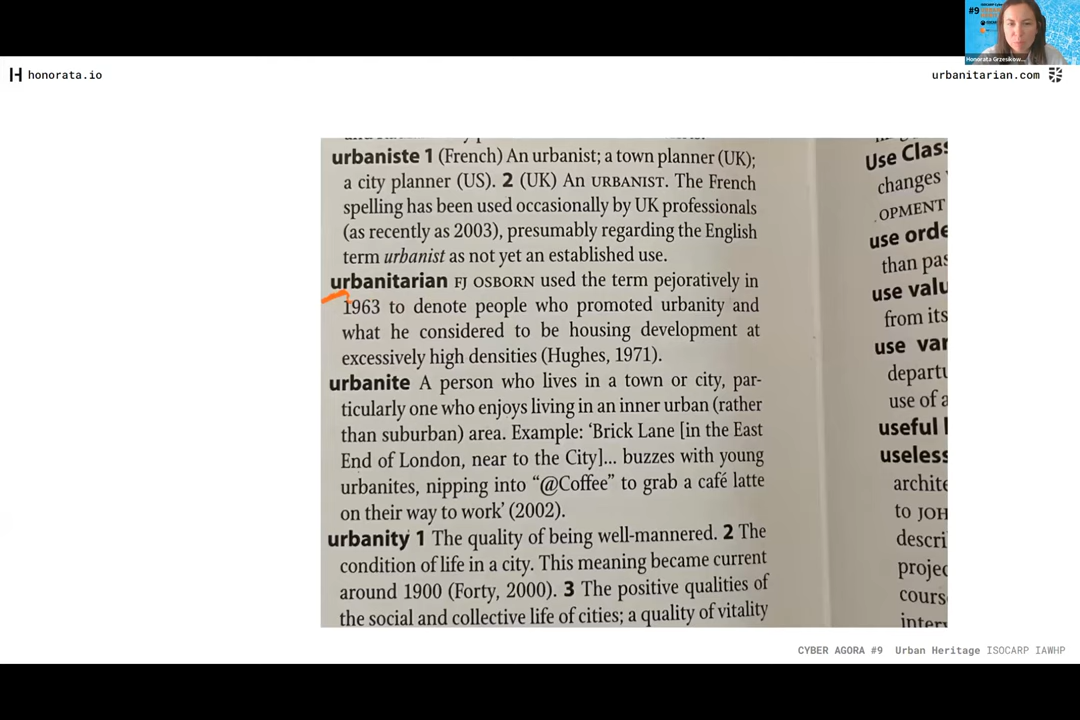 #9
Honorata Grzesikow...
honorata.io
urbanitarian.com
urbaniste 1 (French) An urbanist; a town planner (UK);
a city planner (US). 2 (UK) An URBANIST. The French
spelling has been used occasionally by UK professionals
(as recently as 2003), presumably regarding the English
term urbanist as not yet an established use.
urbanitarian FJ OSBORN used the term pejoratively in
1963 to denote people who promoted urbanity and
what he considered to be housing development at
excessively high densities (Hughes, 1971).
urbanite A person who lives in a town or city, par-
ticularly one who enjoys living in an inner urban (rather
than suburban) area. Example: ‘Brick Lane [in the East
End of London, near to the City]... buzzes with young
urbanites, nipping into “@Coffee” to grab a café latte
on their way to work’ (2002).
urbanity 1 The quality of being well-mannered. 2 The
condition of life in a city. This meaning became current
around 1900 (Forty, 2000). 3 The positive qualities of
the social and collective life of cities; a quality of vitality
Use Class
changes
OPMENT
use orde
than pas
use valu
from its
use var
departu
use of a
useful
useless
archite
to JOH
descri
projec
cours
inter
CYBER AGORA #9 Urban Heritage ISOCARP IAWHP